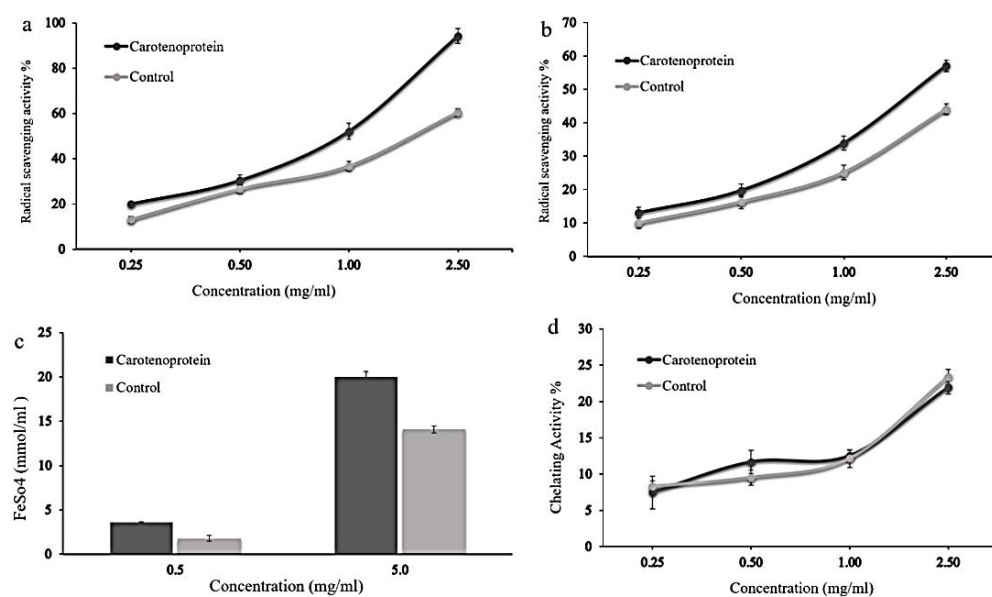 a
100
80
60
40
20
0
Radical scavenging activity %
Carotenoprotein
Control
0.25 0.50 1.00 2.50
Concentration (mg/ml)
b
70
60
50
40
30
20
10
0
Radical scavenging activity %
Carotenoprotein
Control
0.25 0.50 1.00 2.50
Concentration (mg/ml)
c
25
20
15
10
5
0
FeSo4 (mmol/ml )
Carotenoprotein
Control
0.5 5.0
Concentration (mg/ml)
d
30
25
20
15
10
5
0
Chelating Activity %
Carotenoprotein
Control
0.25 0.50 1.00 2.50
Concentration (mg/ml)